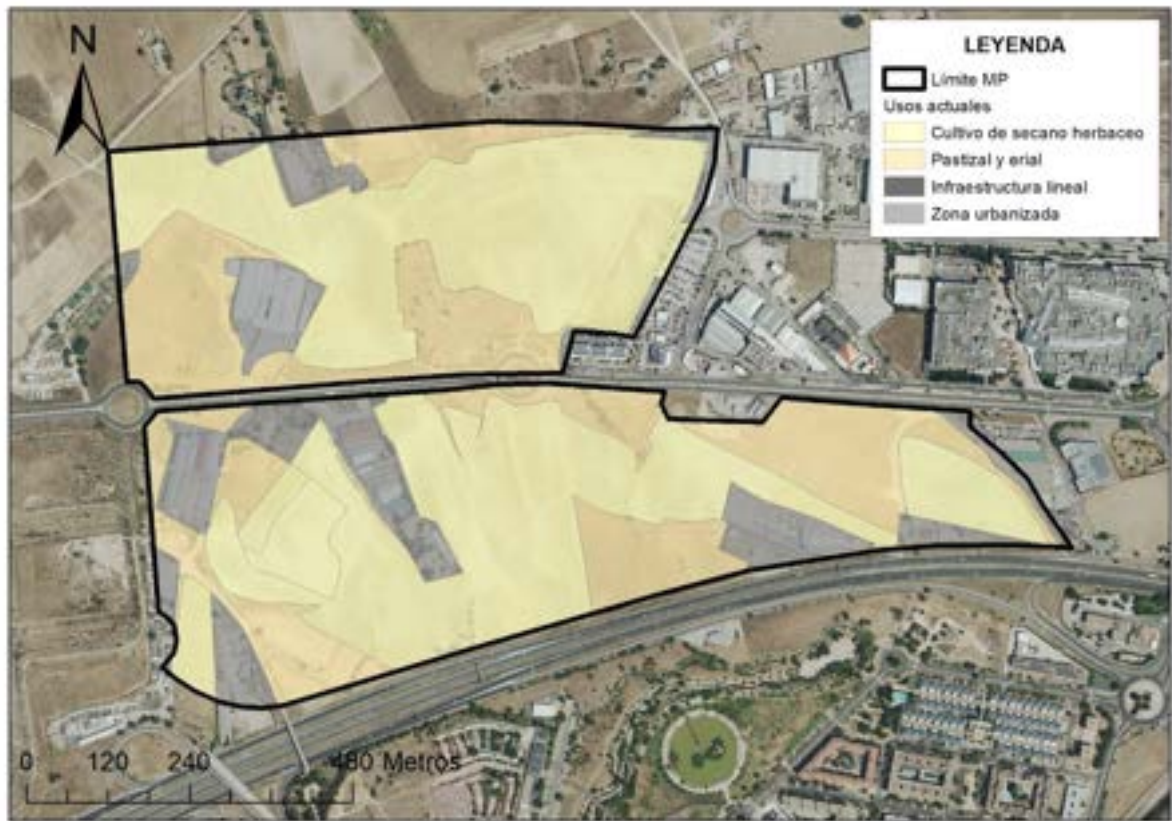 N
LEYENDA
Límite MP
Usos actuales
Cultivo de secano herbaceo
Pastizal y erial
Infraestructura lineal
Zona urbanizada
0 120 240 480 Metros